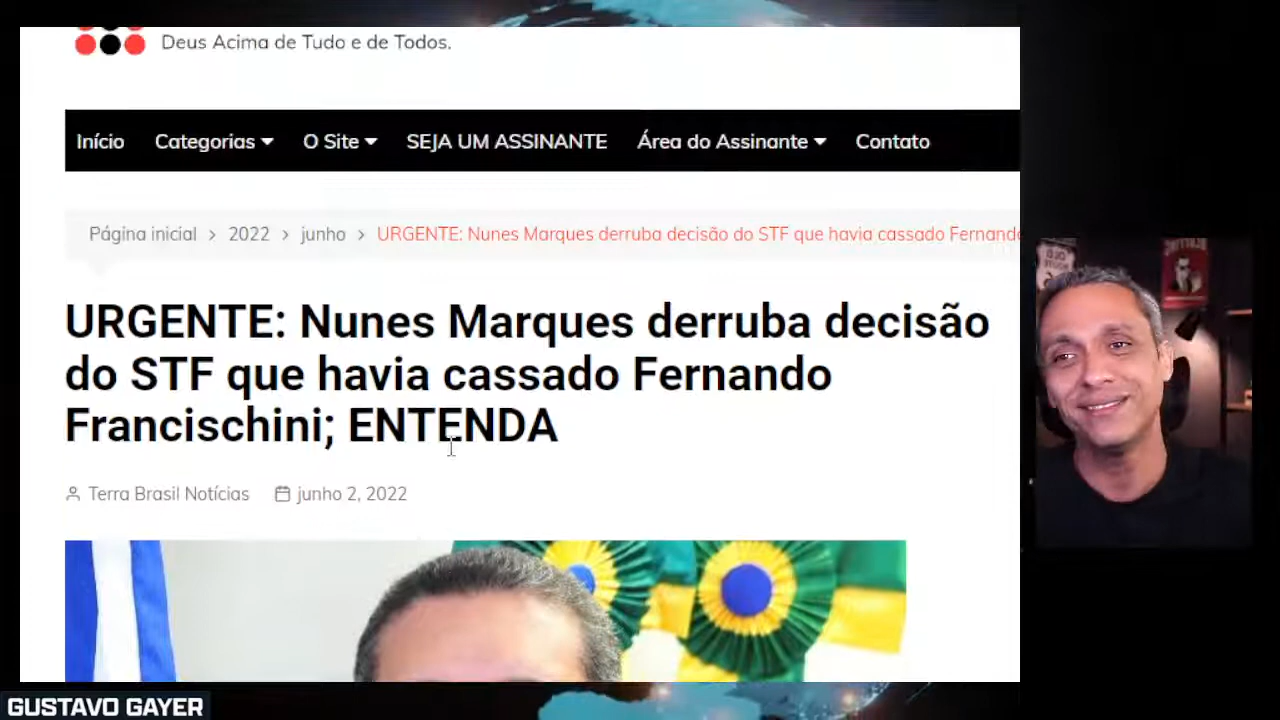 Deus Acima de Tudo e de Todos.
Início Categorias O Site SEJA UM ASSINANTE Área do Assinante Contato
Página inicial > 2022 > junho > URGENTE: Nunes Marques derruba decisão do STF que havia cassado Fernando
URGENTE: Nunes Marques derruba decisão
do STF que havia cassado Fernando
Francischini; ENTENDA
Terra Brasil Notícias junho 2, 2022
GUSTAVO GAYER